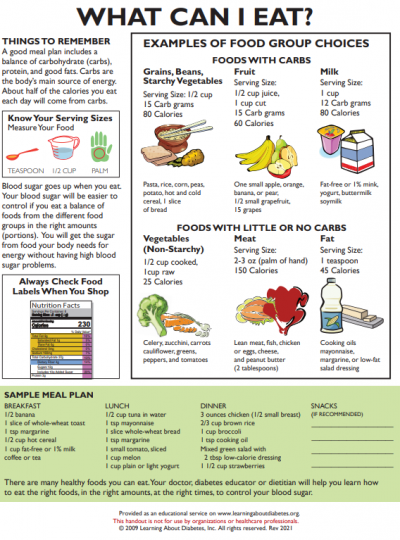 WHAT CAN I EAT?
THINGS TO REMEMBER
A good meal plan includes a
balance of carbohydrate (carbs),
protein, and good fats. Carbs are
the body's main source of energy.
About half of the calories you eat
each day will come from carbs.
Know Your Serving Sizes
Measure Your Food
TEASPOON
1/2 CUP
PALM
Blood sugar goes up when you eat.
Your blood sugar will be easier to
control if you eat a balance of
foods from the different food
groups in the right amounts
(portions). You will get the sugar
from food your body needs for
energy without having high blood
sugar problems.
Always Check Food
Labels When You Shop
Nutrition Facts
Calories 230
EXAMPLES OF FOOD GROUP CHOICES
FOODS WITH CARBS
Grains, Beans,
Starchy Vegetables
Serving Size: 1/2 cup
15 Carb grams
80 Calories
Pasta, rice, corn, peas,
potato, hot and cold
cereal, 1 slice
of bread
Fruit
Serving Size:
1/2 cup juice,
1 cup cut
15 Carb grams
60 Calories
One small apple, orange,
banana, or pear,
1/2 small grapefruit,
15 grapes
Milk
Serving Size:
1 cup
12 Carb grams
80 Calories
Fat-free or 1% mink,
yogurt, buttermilk
soymilk
FOODS WITH LITTLE OR NO CARBS
Vegetables
(Non-Starchy)
1/2 cup cooked,
1cup raw
25 Calories
Celery, zucchini, carrots
cauliflower, greens,
peppers, and tomatoes
Meat
Serving Size:
2-3 oz (palm of hand)
150 Calories
Lean meat, fish, chicken
or eggs, cheese,
and peanut butter
(2 tablespoons)
Fat
Serving Size:
1 teaspoon
45 Calories
Cooking oils
mayonnaise,
margarine, or low-fat
salad dressing
SAMPLE MEAL PLAN
BREAKFAST
1/2 banana
1 slice of whole-wheat toast
1 tsp margarine
1/2 cup hot cereal
1 cup fat-free or 1% milk
coffee or tea
LUNCH
1/2 cup tuna in water
1 tsp mayonnaise
1 slice whole-wheat bread
1 tsp margarine
1 small tomato, sliced
1 cup melon
1 cup plain or light yogurt
DINNER
3 ounces chicken (1/2 small breast)
2/3 cup brown rice
1 cup broccoli
1 tsp cooking oil
Mixed green salad with
2 tbsp low-calorie dressing
1 1/2 cup strawberries
SNACKS
(IF RECOMMENDED)
There are many healthy foods you can eat. Your doctor, diabetes educator or dietitian will help you learn how
to eat the right foods, in the right amounts, at the right times, to control your blood sugar.
Provided as an educational service on www.learningaboutdiabetes.org.
This handout is not for use by organizations or healthcare professionals.
© 2009 Learning About Diabetes, Inc. All rights reserved. Rev 2021